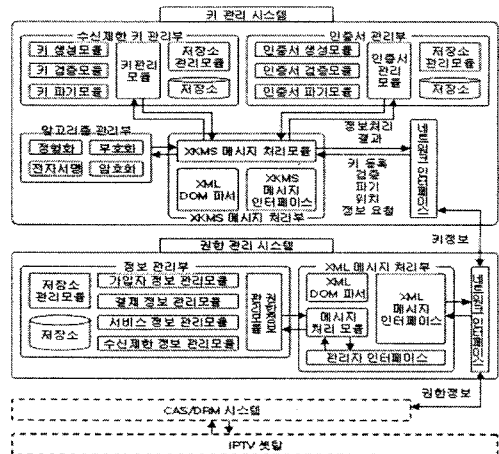 키 관리 시스템
수신제한 키 관리부
키 생성모듈
키 검증모듈
키 파기모듈
키관리
모듈
저장소
관리모듈
저장소
인증서 관리부
인증서 생성모듈
인증서 검증모듈
인증서 파기모듈
인증서
관리
모듈
저장소
관리모듈
저장소
알고리즘 관리부
정렬화
부호화
전자서명
암호화
XKMS 메시지 처리모듈
XML
DOM 파서
XKMS
메시지
인터페이스
XKMS 메시지 처리부
정보처리
결과
키 등록
검증
파기
위치
정보 요청
네트워크 인터페이스
키정보
권한 관리 시스템
정보 관리부
저장소
관리모듈
저장소
가입자 정보 관리모듈
결제 정보 관리모듈
서비스 정보 관리모듈
수신제한 정보 관리모듈
XML 메시지 처리부
XML
DOM 파서
메시지
처리 모듈
XML
메시지
인터페이스
관리자 인터페이스
네트워크 인터페이스
권한정보
CAS/DRM 시스템
IPTV 셋탑